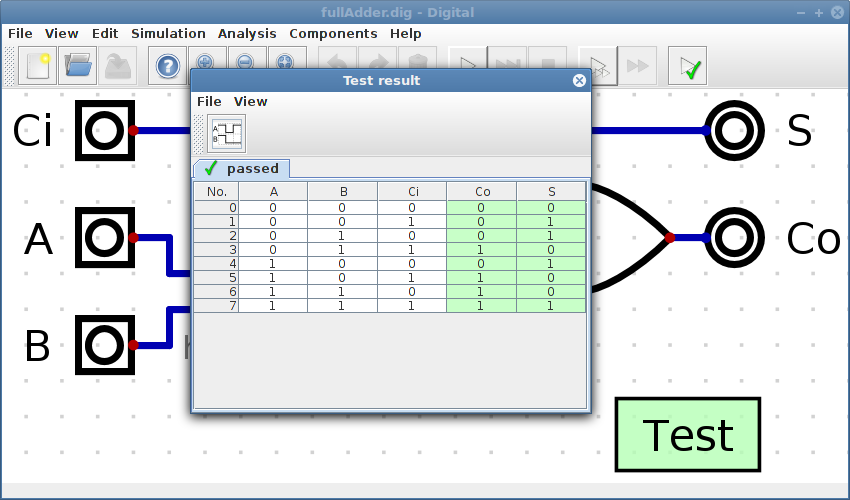 fullAdder.dig - Digital
File View Edit Simulation Analysis Components Help
Test result
File View
A
B
passed
No. A B Ci Co S
0 0 0 0 0 0
1 0 0 1 0 1
2 0 1 0 0 1
3 0 1 1 1 0
4 1 0 0 0 1
5 1 0 1 1 0
6 1 1 0 1 0
7 1 1 1 1 1
Ci
A
B
S
Co
Test